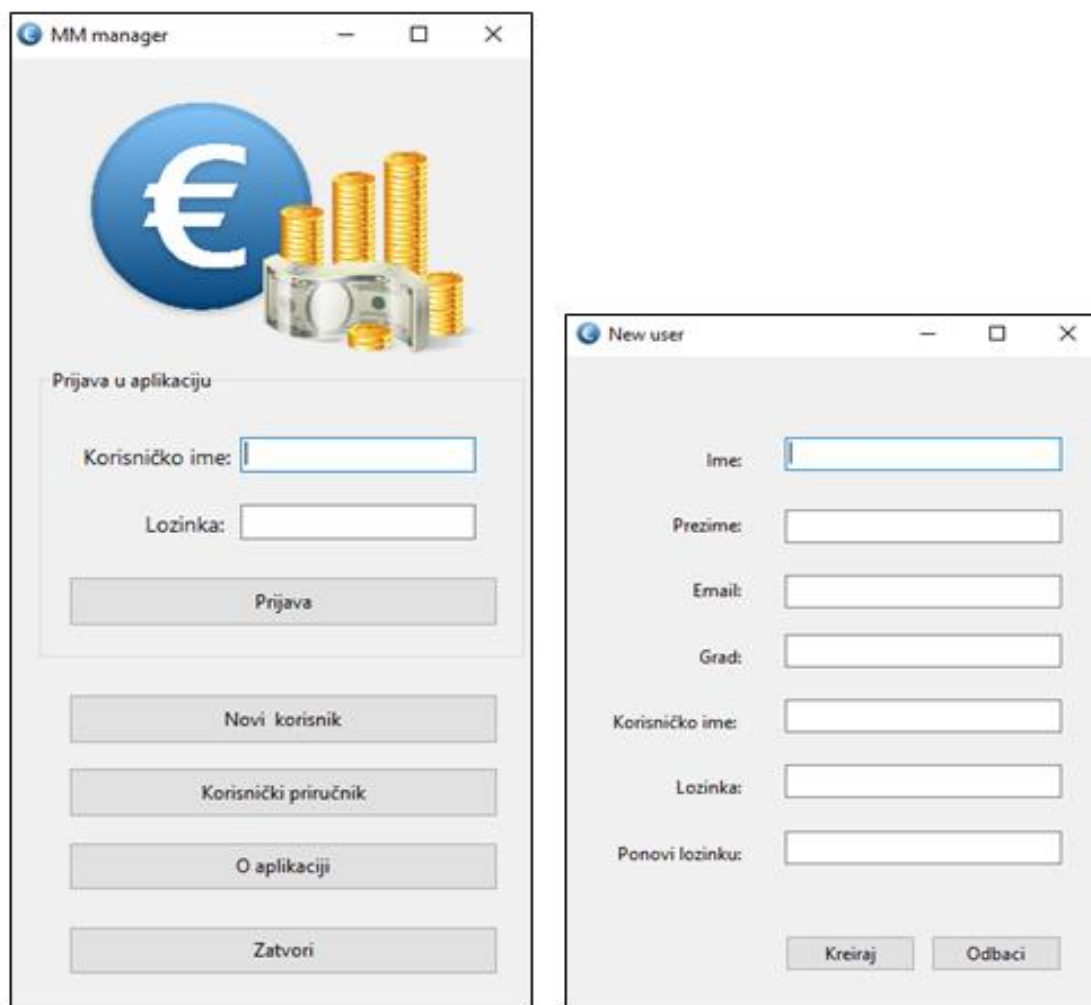 MM manager
€
Prijava u aplikaciju
Korisničko ime:
Lozinka:
Prijava
Novi korisnik
Korisnički priručnik
O aplikaciji
Zatvori
New user
Ime:
Prezime:
Email:
Grad:
Korisničko ime:
Lozinka:
Ponovi lozinku:
Kreiraj Odbaci